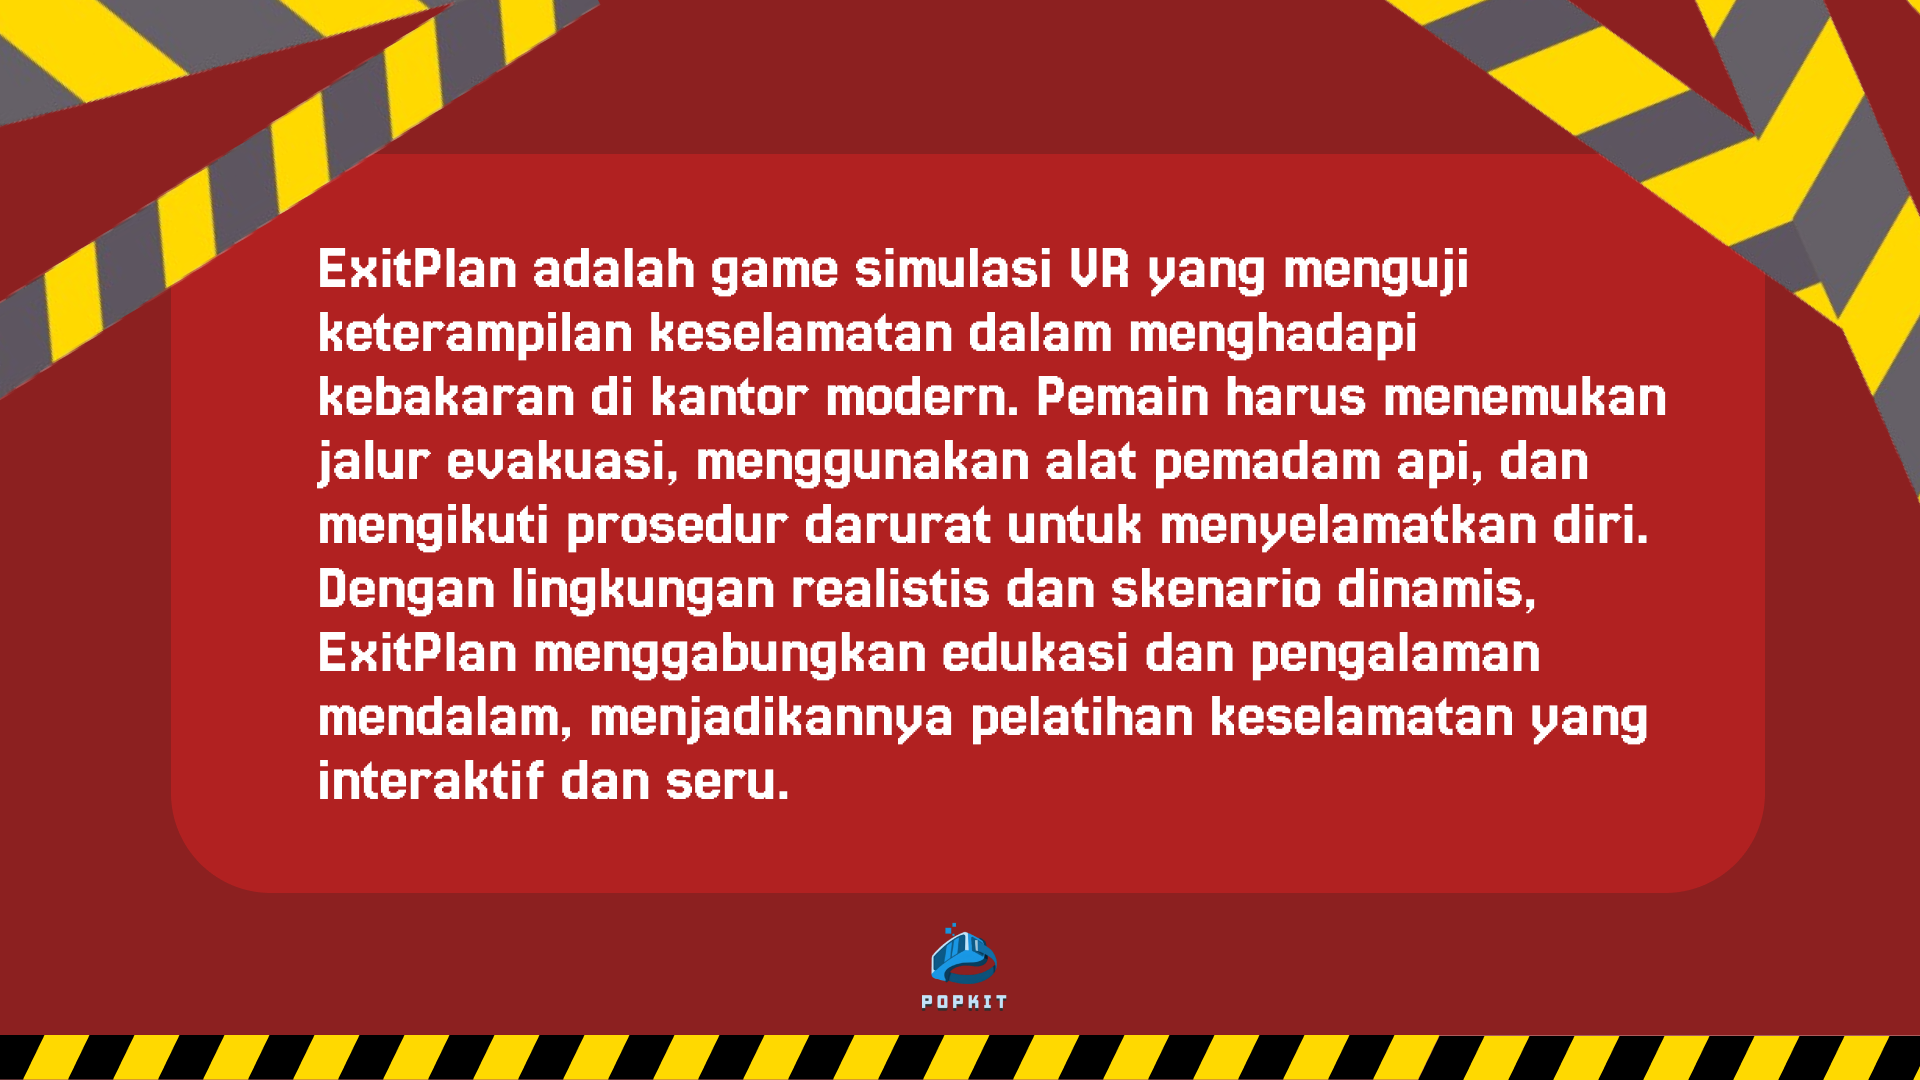 ExitPlan adalah game simulasi VR yang menguji
keterampilan keselamatan dalam menghadapi
kebakaran di kantor modern. Pemain harus menemukan
jalur evakuasi, menggunakan alat pemadam api, dan
mengikuti prosedur darurat untuk menyelamatkan diri.
Dengan lingkungan realistis dan skenario dinamis,
ExitPlan menggabungkan edukasi dan pengalaman
mendalam, menjadikannya pelatihan keselamatan yang
interaktif dan seru.
POPKIT